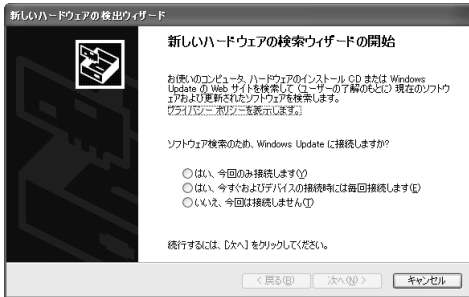 新しいハードウェアの検出ウィザード
新しいハードウェアの検索ウィザードの開始
お使いのコンピュータ、ハードウェアのインストール CD または Windows
Update の Web サイトを検索して (ユーザーの了解のもとに) 現在のソフトウ
ェアおよび更新されたソフトウェアを検索します。
プライバシー ポリシーを表示します。
ソフトウェア検索のため、Windows Update に接続しますか?
はい、今回のみ接続します(Y)
はい、今すぐおよびデバイスの接続時には毎回接続します(E)
いいえ、今回は接続しません(T)
続行するには、[次へ] をクリックしてください。
< 戻る(B) 次へ(N) > キャンセル